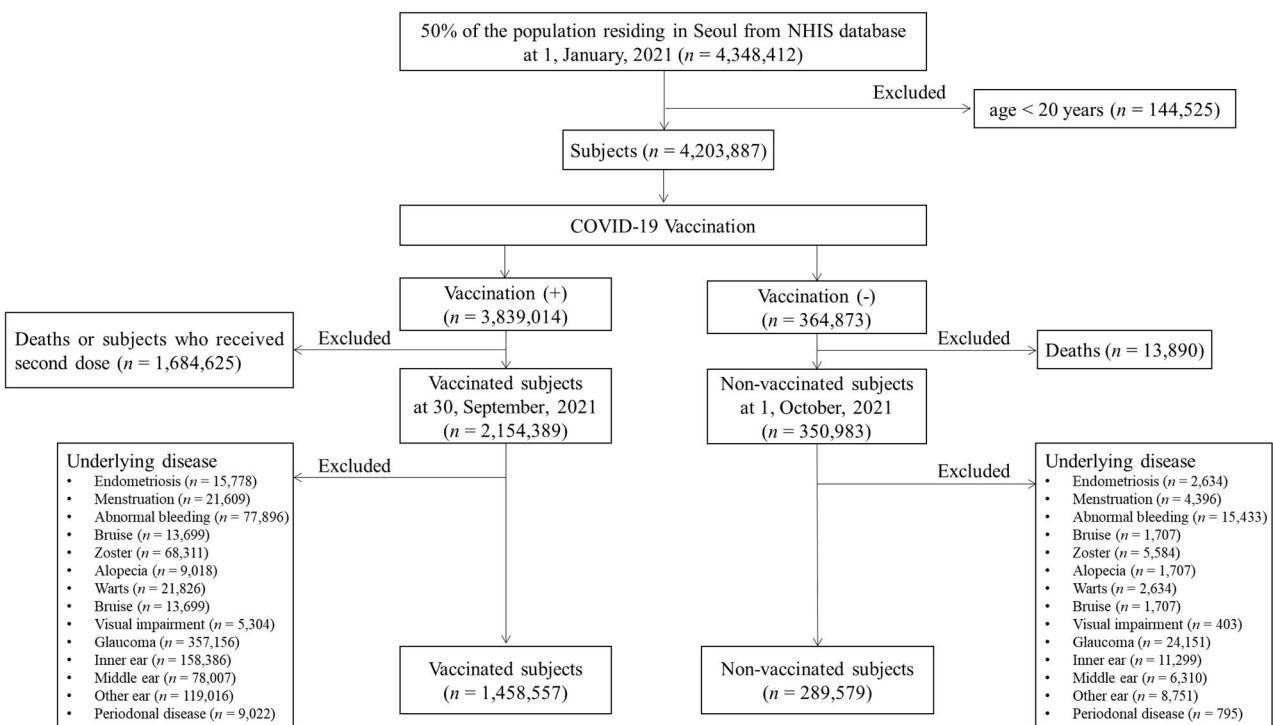 50% of the population residing in Seoul from NHIS database
at 1, January, 2021 (n = 4,348,412)
Excluded
age < 20 years (n = 144,525)
Subjects (n = 4,203,887)
COVID-19 Vaccination
Vaccination (+)
(n = 3,839,014)
Vaccination (-)
(n = 364,873)
Excluded
Deaths or subjects who received
second dose (n = 1,684,625)
Excluded
Deaths (n = 13,890)
Vaccinated subjects
at 30, September, 2021
(n = 2,154,389)
Non-vaccinated subjects
at 1, October, 2021
(n = 350,983)
Excluded
Underlying disease
• Endometriosis (n = 15,778)
• Menstruation (n = 21,609)
• Abnormal bleeding (n = 77,896)
• Bruise (n = 13,699)
• Zoster (n = 68,311)
• Alopecia (n = 9,018)
• Warts (n = 21,826)
• Bruise (n = 13,699)
• Visual impairment (n = 5,304)
• Glaucoma (n = 357,156)
• Inner ear (n = 158,386)
• Middle ear (n = 78,007)
• Other ear (n = 119,016)
• Periodonal disease (n = 9,022)
Excluded
Underlying disease
• Endometriosis (n = 2,634)
• Menstruation (n = 4,396)
• Abnormal bleeding (n = 15,433)
• Bruise (n = 1,707)
• Zoster (n = 5,584)
• Alopecia (n = 1,707)
• Warts (n = 2,634)
• Bruise (n = 1,707)
• Visual impairment (n = 403)
• Glaucoma (n = 24,151)
• Inner ear (n = 11,299)
• Middle ear (n = 6,310)
• Other ear (n = 8,751)
• Periodonal disease (n = 795)
Vaccinated subjects
(n = 1,458,557)
Non-vaccinated subjects
(n = 289,579)